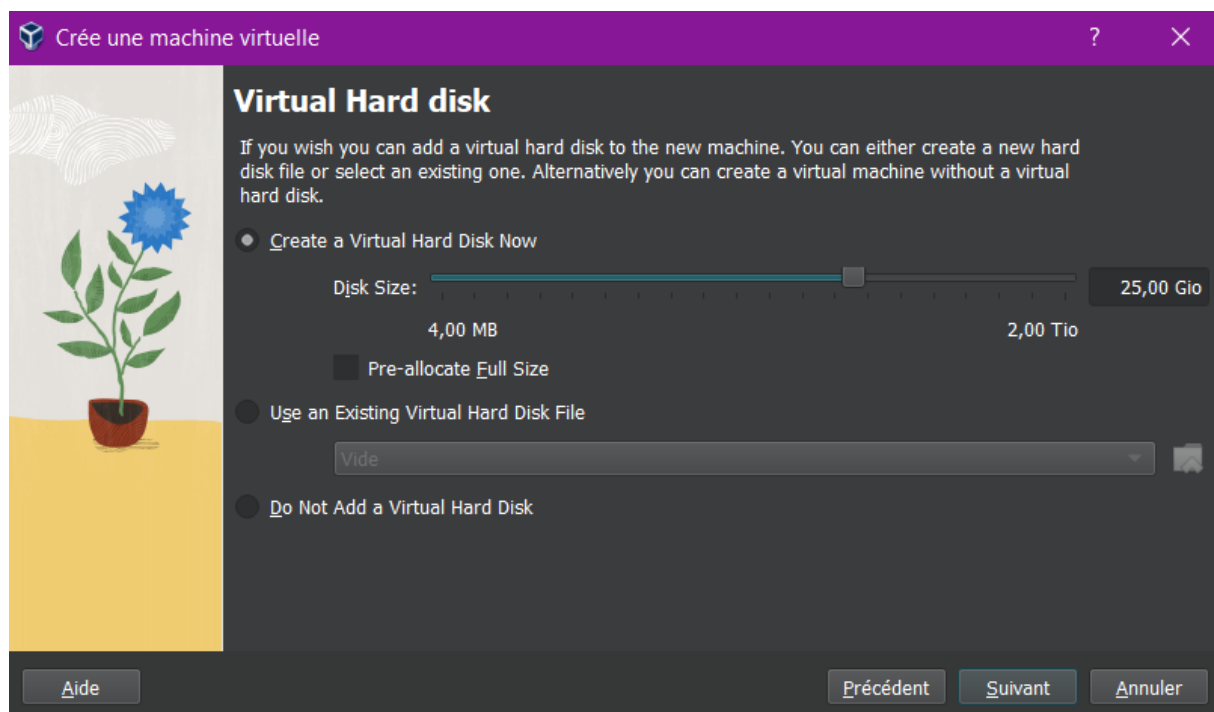 Crée une machine virtuelle ?
Virtual Hard disk
If you wish you can add a virtual hard disk to the new machine. You can either create a new hard
disk file or select an existing one. Alternatively you can create a virtual machine without a virtual
hard disk.
Create a Virtual Hard Disk Now
Disk Size: 25,00 Gio
4,00 MB 2,00 Tio
Pre-allocate Full Size
Use an Existing Virtual Hard Disk File
Vide
Do Not Add a Virtual Hard Disk
Aide Précédent Suivant Annuler